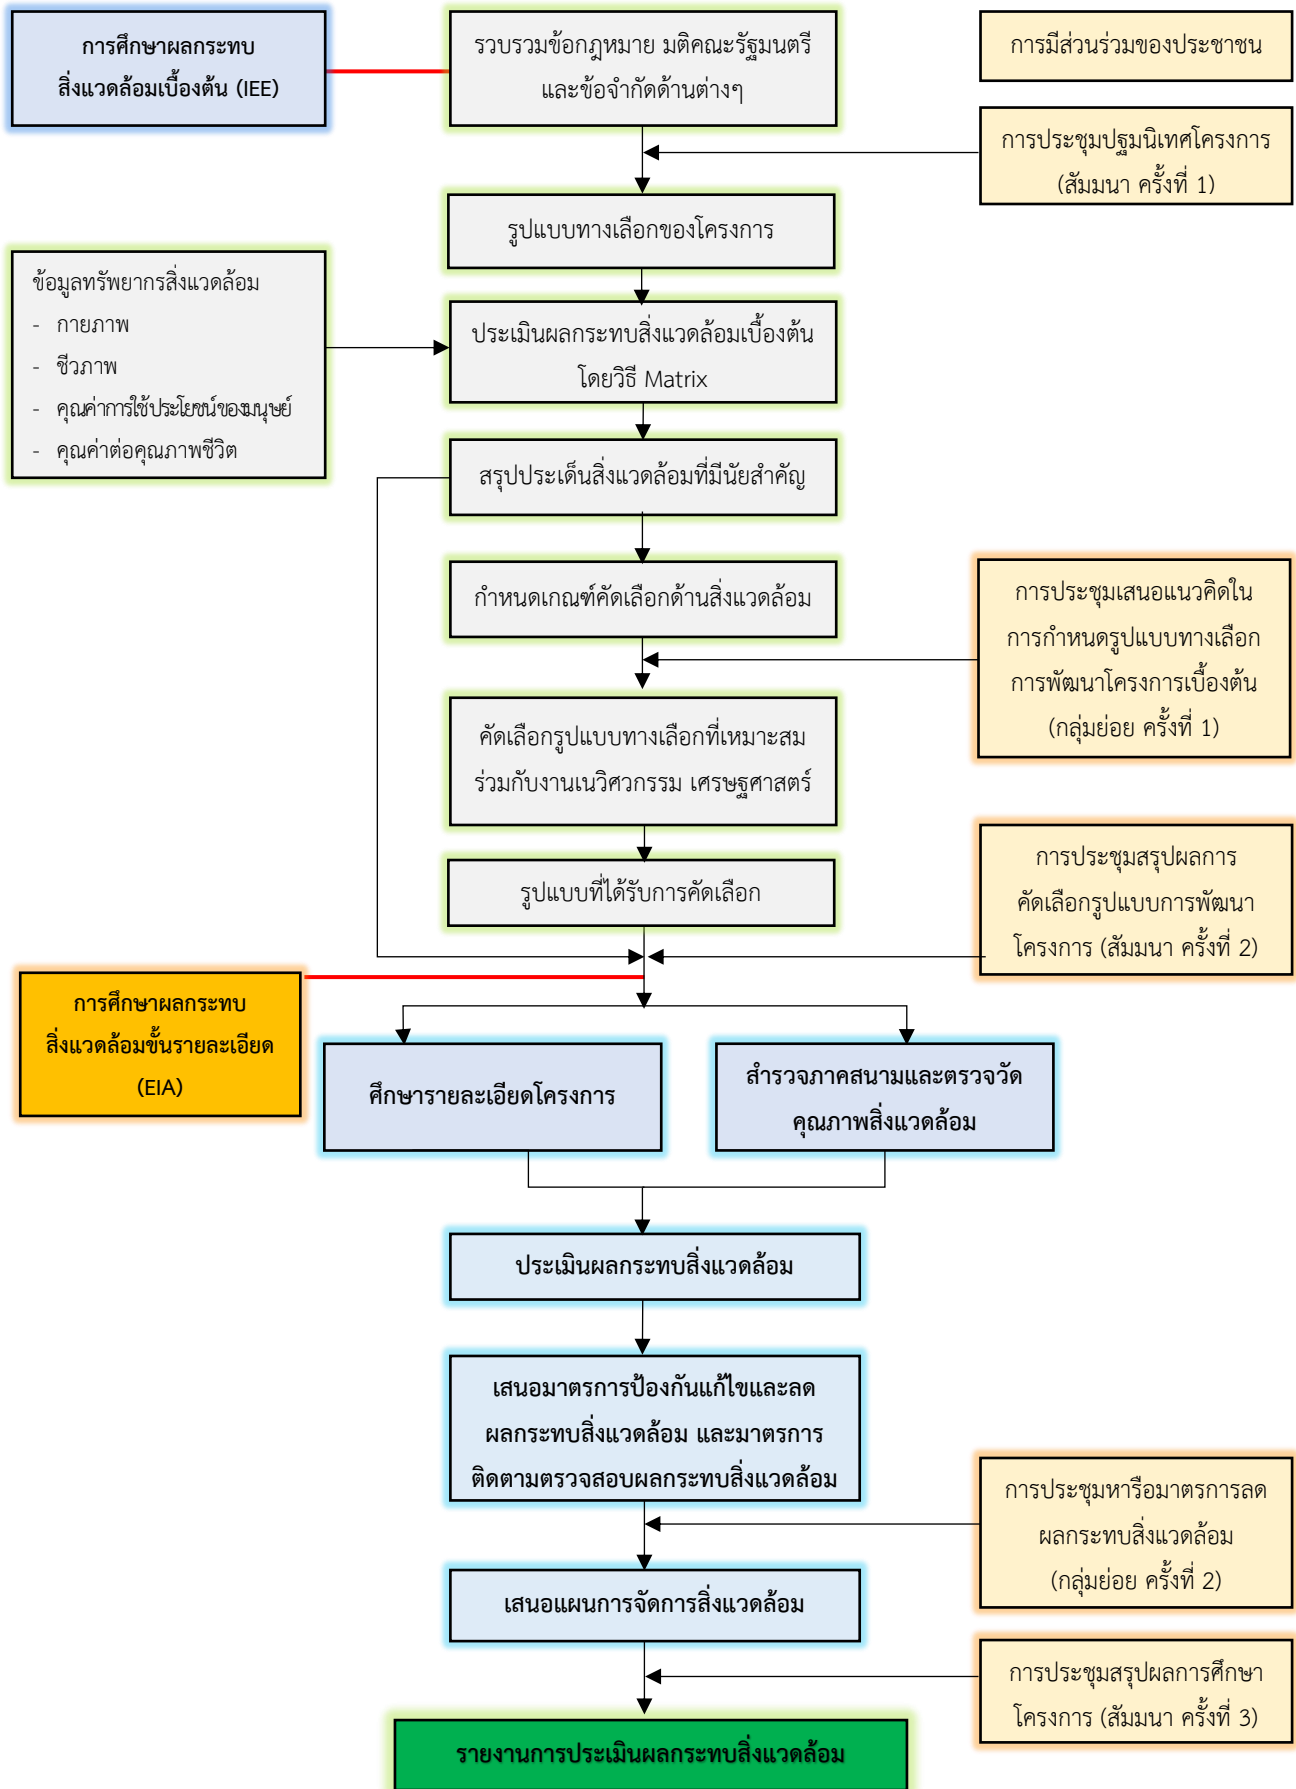 การศึกษาผลกระทบ
สิ่งแวดล้อมเบื้องต้น (IEE)
รวบรวมข้อกฎหมาย มติคณะรัฐมนตรี
และข้อจำกัดด้านต่างๆ
การมีส่วนร่วมของประชาชน
การประชุมปฐมนิเทศโครงการ
(สัมมนา ครั้งที่ 1)
รูปแบบทางเลือกของโครงการ
ข้อมูลทรัพยากรสิ่งแวดล้อม
- กายภาพ
- ชีวภาพ
- คุณค่าการใช้ประโยชน์ของมนุษย์
- คุณค่าต่อคุณภาพชีวิต
ประเมินผลกระทบสิ่งแวดล้อมเบื้องต้น
โดยวิธี Matrix
สรุปประเด็นสิ่งแวดล้อมที่มีนัยสำคัญ
กำหนดเกณฑ์คัดเลือกด้านสิ่งแวดล้อม
การประชุมเสนอแนวคิดใน
การกำหนดรูปแบบทางเลือก
การพัฒนาโครงการเบื้องต้น
(กลุ่มย่อย ครั้งที่ 1)
คัดเลือกรูปแบบทางเลือกที่เหมาะสม
ร่วมกับงานเนวิศวกรรม เศรษฐศาสตร์
รูปแบบที่ได้รับการคัดเลือก
การประชุมสรุปผลการ
คัดเลือกรูปแบบการพัฒนา
โครงการ (สัมมนา ครั้งที่ 2)
การศึกษาผลกระทบ
สิ่งแวดล้อมขั้นรายละเอียด
(EIA)
ศึกษารายละเอียดโครงการ
สำรวจภาคสนามและตรวจวัด
คุณภาพสิ่งแวดล้อม
ประเมินผลกระทบสิ่งแวดล้อม
เสนอมาตรการป้องกันแก้ไขและลด
ผลกระทบสิ่งแวดล้อม และมาตรการ
ติดตามตรวจสอบผลกระทบสิ่งแวดล้อม
การประชุมหารือมาตรการลด
ผลกระทบสิ่งแวดล้อม
(กลุ่มย่อย ครั้งที่ 2)
เสนอแผนการจัดการสิ่งแวดล้อม
การประชุมสรุปผลการศึกษา
โครงการ (สัมมนา ครั้งที่ 3)
รายงานการประเมินผลกระทบสิ่งแวดล้อม